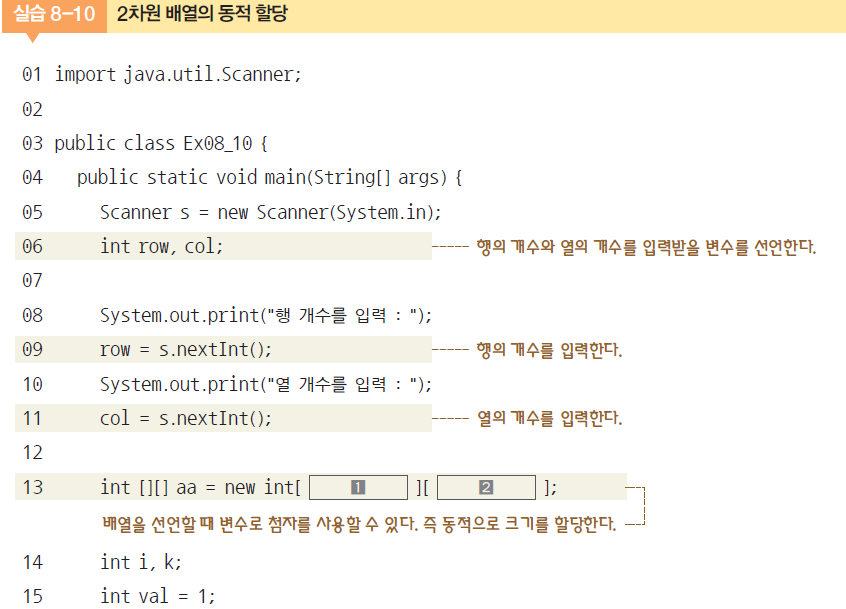 실습 8-10 2차원 배열의 동적 할당
01 import java.util.Scanner;
02
03 public class Ex08_10 {
04 public static void main(String[] args) {
05 Scanner s = new Scanner(System.in);
06 int row, col; 행의 개수와 열의 개수를 입력받을 변수를 선언한다.
07
08 System.out.print("행 개수를 입력 : ");
09 row = s.nextInt(); 행의 개수를 입력한다.
10 System.out.print("열 개수를 입력 : ");
11 col = s.nextInt(); 열의 개수를 입력한다.
12
13 int [][] aa = new int[ 1 ][ 2 ];
배열을 선언할 때 변수로 첨자를 사용할 수 있다. 즉 동적으로 크기를 할당한다.
14 int i, k;
15 int val = 1;